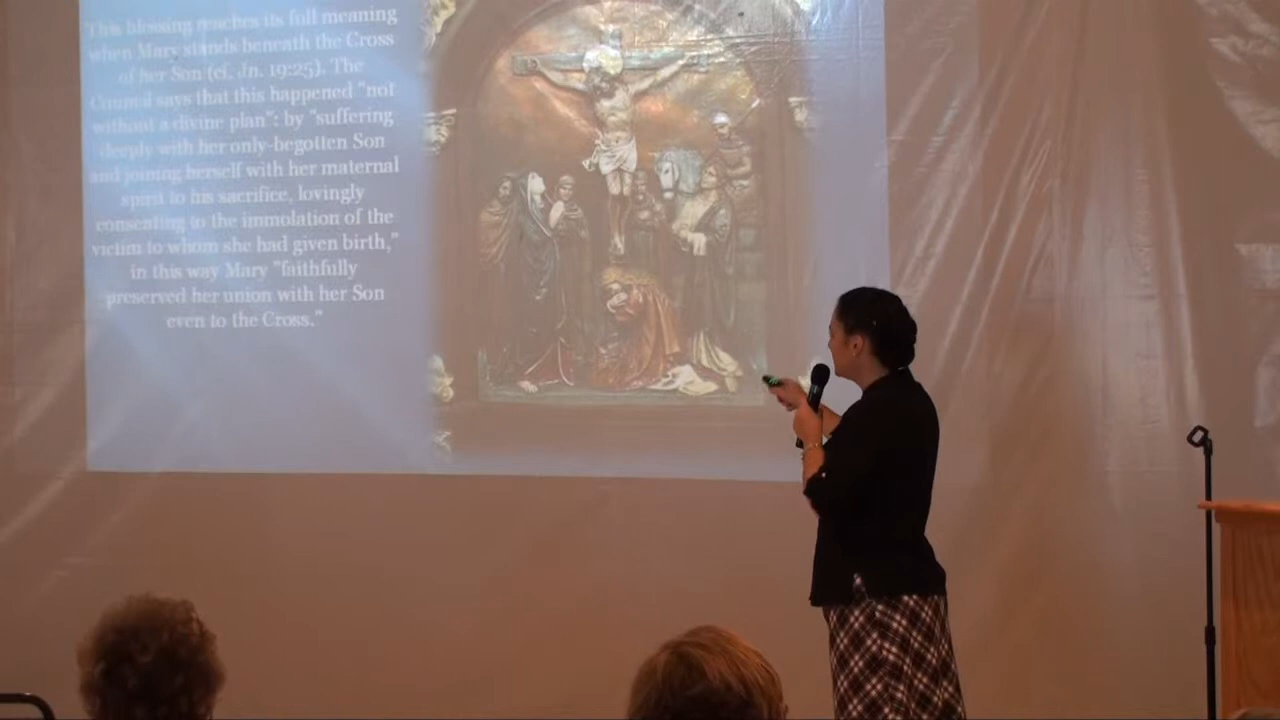 This blessing reaches its full meaning
when Mary stands beneath the Cross
of her Son (cf. Jn. 19:25). The
Council says that this happened "not
without a divine plan": by "suffering
deeply with her only-begotten Son
and joining herself with her maternal
spirit to his sacrifice, lovingly
consenting to the immolation of the
victim to whom she had given birth,"
in this way Mary "faithfully
preserved her union with her Son
even to the Cross."